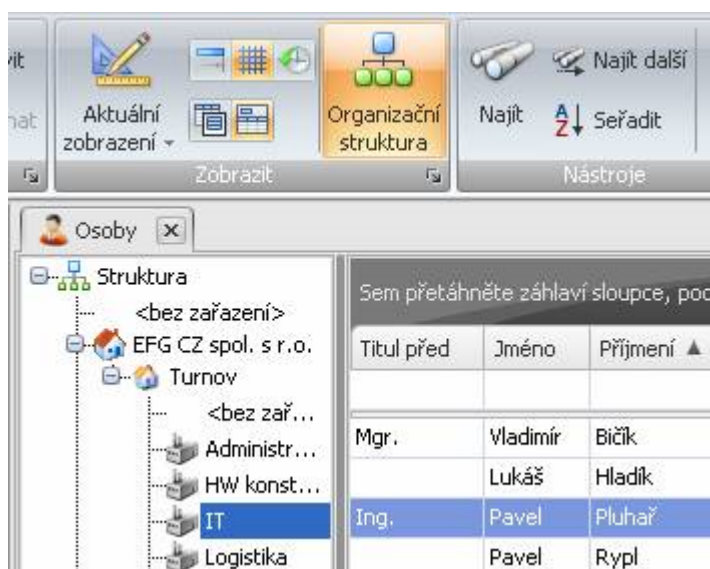 vit
nat
Aktuální
zobrazení
Organizační
struktura
Zobrazit
Najít
Najít další
A
Z
Seřadit
Nástroje
Osoby
Struktura
<bez zařazení>
EFG CZ spol. s r.o.
Turnov
<bez zař...
Administr...
HW konst...
IT
Logistika
Sem přetáhněte záhlaví sloupce, pod
Titul před Jméno Příjmení
Mgr. Vladimír Bičík
Lukáš Hladík
Ing. Pavel Pluhař
Pavel Rypl